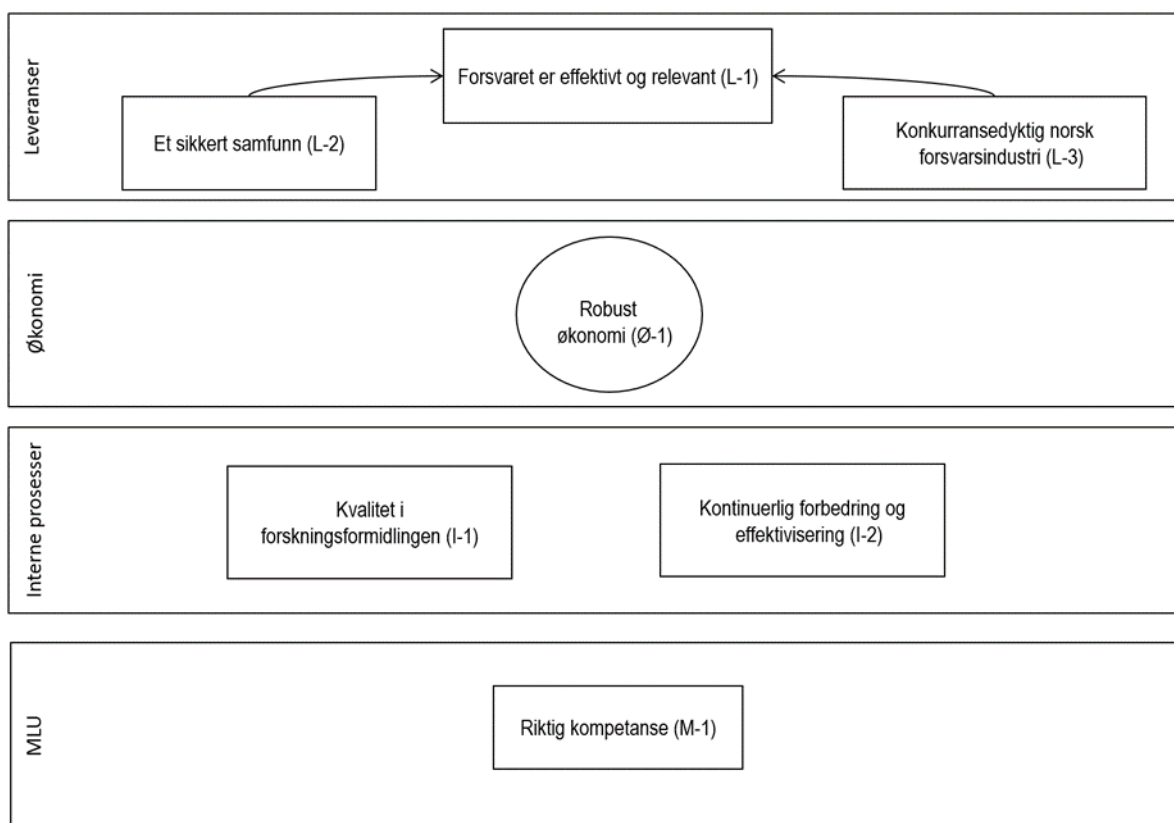 Leveranser
Forsvaret er effektivt og relevant (L-1)
Et sikkert samfunn (L-2)
Konkurransedyktig norsk
forsvarsindustri (L-3)
Økonomi
Robust
økonomi (Ø-1)
Interne prosesser
Kvalitet i
forskningsformidlingen (I-1)
Kontinuerlig forbedring og
effektivisering (I-2)
MLU
Riktig kompetanse (M-1)